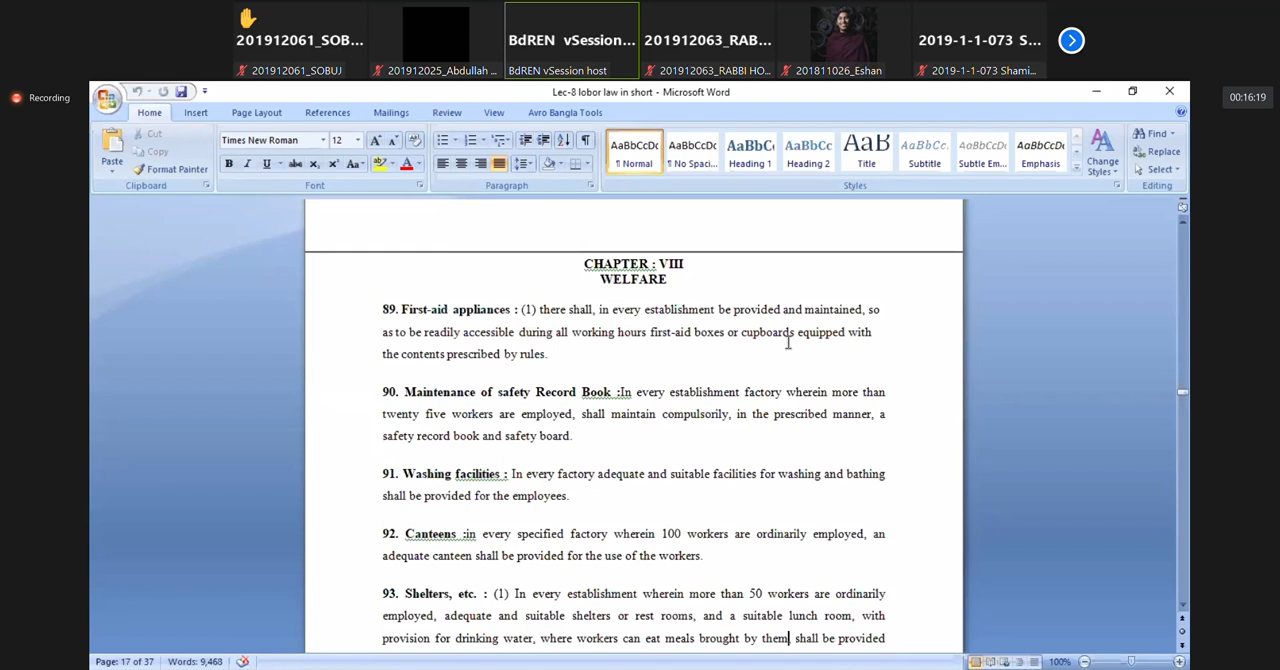 201912061_SOB...
BdREN vSession...
201912063_RAB...
2019-1-1-073 S...
201912061_SOBUJ
201912025_Abdullah ...
BdREN vSession host
201912063_RABBI HO...
201811026_Eshan
2019-1-1-073 Shami...
Recording
00:16:19
Lec-8 lobor law in short - Microsoft Word
Home
Insert
Page Layout
References
Mailings
Review
View
Avro Bangla Tools
Paste
Cut
Copy
Format Painter
Clipboard
Times New Roman
12
Font
Paragraph
AaBbCcDc
¶ Normal
AaBbCcDc
¶ No Spaci...
AaBbCc
Heading 1
AaBbCc
Heading 2
AaB
Title
AaBbCc.
Subtitle
AaBbCcDc
Subtle Em...
AaBbCcDc
Emphasis
Change
Styles
Styles
Find
Replace
Select
Editing
CHAPTER : VIII
WELFARE
89. First-aid appliances : (1) there shall, in every establishment be provided and maintained, so
as to be readily accessible during all working hours first-aid boxes or cupboards equipped with
the contents prescribed by rules.
90. Maintenance of safety Record Book :In every establishment factory wherein more than
twenty five workers are employed, shall maintain compulsorily, in the prescribed manner, a
safety record book and safety board.
91. Washing facilities : In every factory adequate and suitable facilities for washing and bathing
shall be provided for the employees.
92. Canteens :in every specified factory wherein 100 workers are ordinarily employed, an
adequate canteen shall be provided for the use of the workers.
93. Shelters, etc. : (1) In every establishment wherein more than 50 workers are ordinarily
employed, adequate and suitable shelters or rest rooms, and a suitable lunch room, with
provision for drinking water, where workers can eat meals brought by them shall be provided
Page: 17 of 37
Words: 9,468
100%